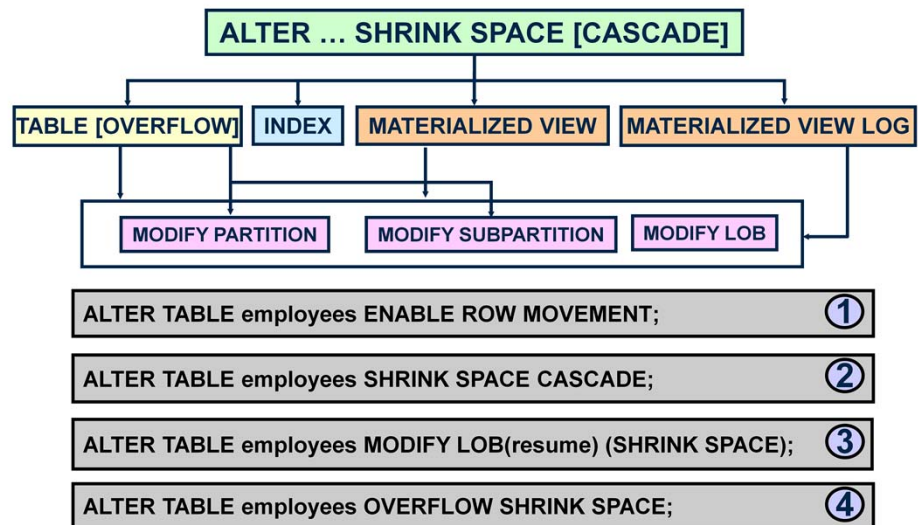 ALTER … SHRINK SPACE [CASCADE]
TABLE [OVERFLOW]
INDEX
MATERIALIZED VIEW
MATERIALIZED VIEW LOG
MODIFY PARTITION
MODIFY SUBPARTITION
MODIFY LOB
ALTER TABLE employees ENABLE ROW MOVEMENT; 1
ALTER TABLE employees SHRINK SPACE CASCADE; 2
ALTER TABLE employees MODIFY LOB(resume) (SHRINK SPACE); 3
ALTER TABLE employees OVERFLOW SHRINK SPACE; 4